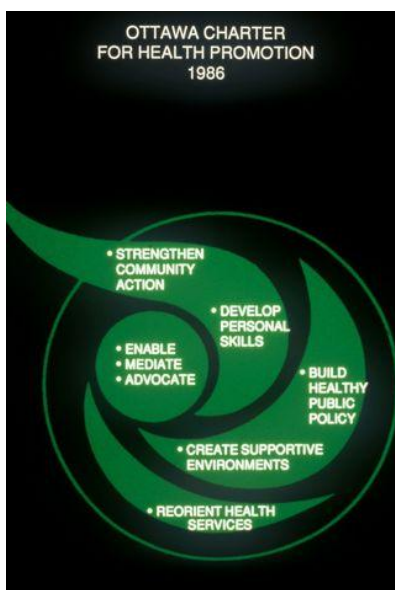 OTTAWA CHARTER
FOR HEALTH PROMOTION
1986
• STRENGTHEN
COMMUNITY
ACTION
• DEVELOP
PERSONAL
SKILLS
• ENABLE
• MEDIATE
• ADVOCATE
• BUILD
HEALTHY
PUBLIC
POLICY
• CREATE SUPPORTIVE
ENVIRONMENTS
• REORIENT HEALTH
SERVICES